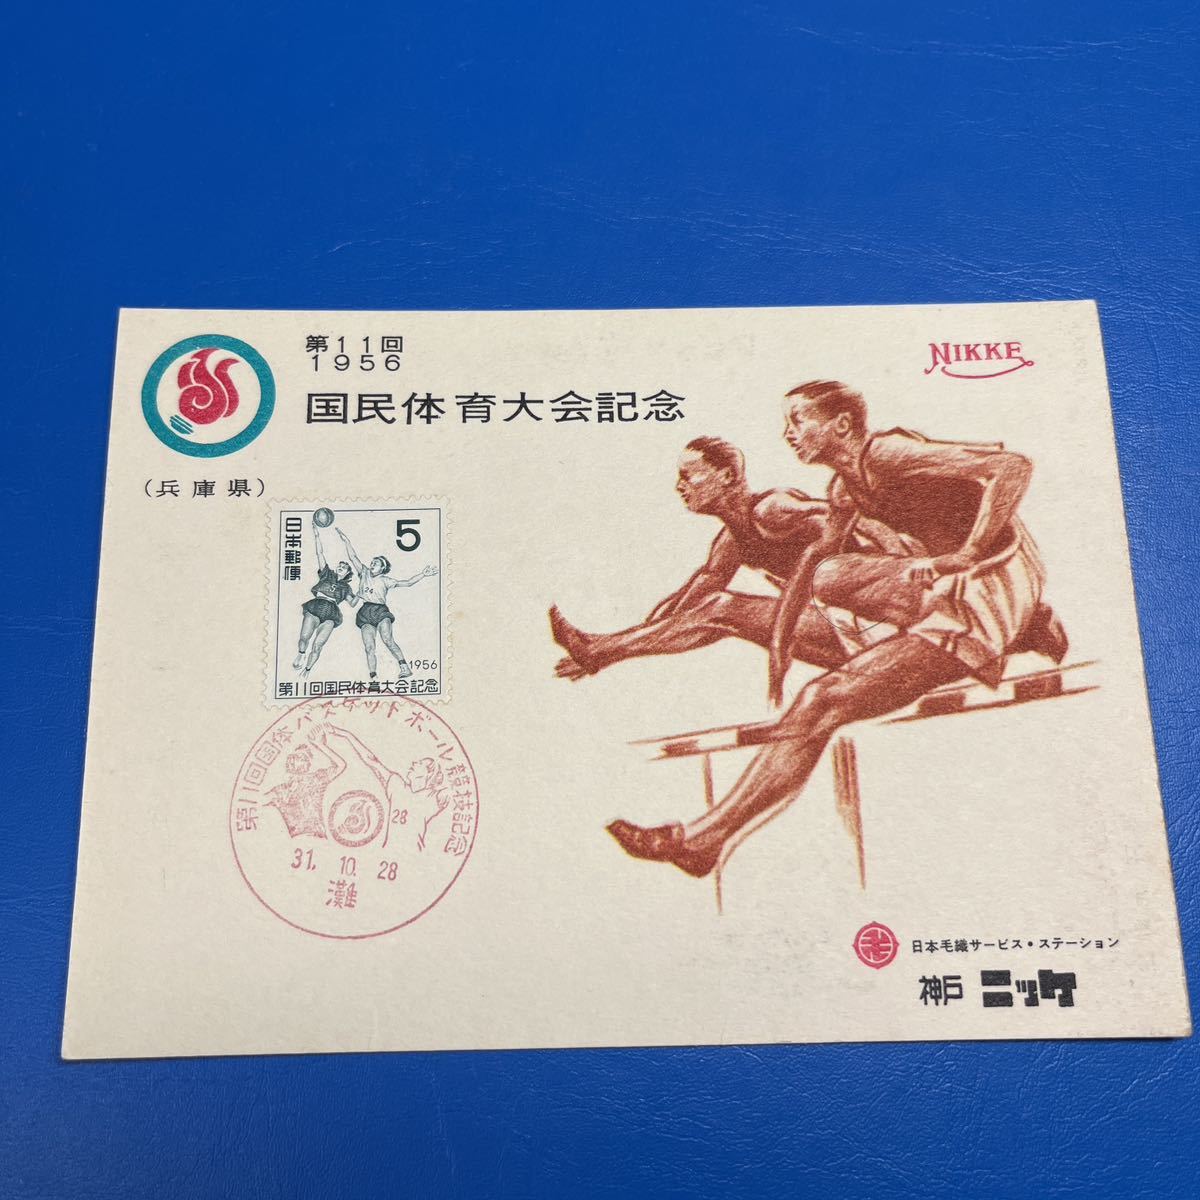 第11回
1956
国民体育大会記念
NIKKE
(兵庫県)
日本郵便
5
5
24
1956
第11回国民体育大会記念
第11回国体バスケットボール競技記念
28
31. 10. 28
灘
日本毛織サービス・ステーション
神戸 ニッケ